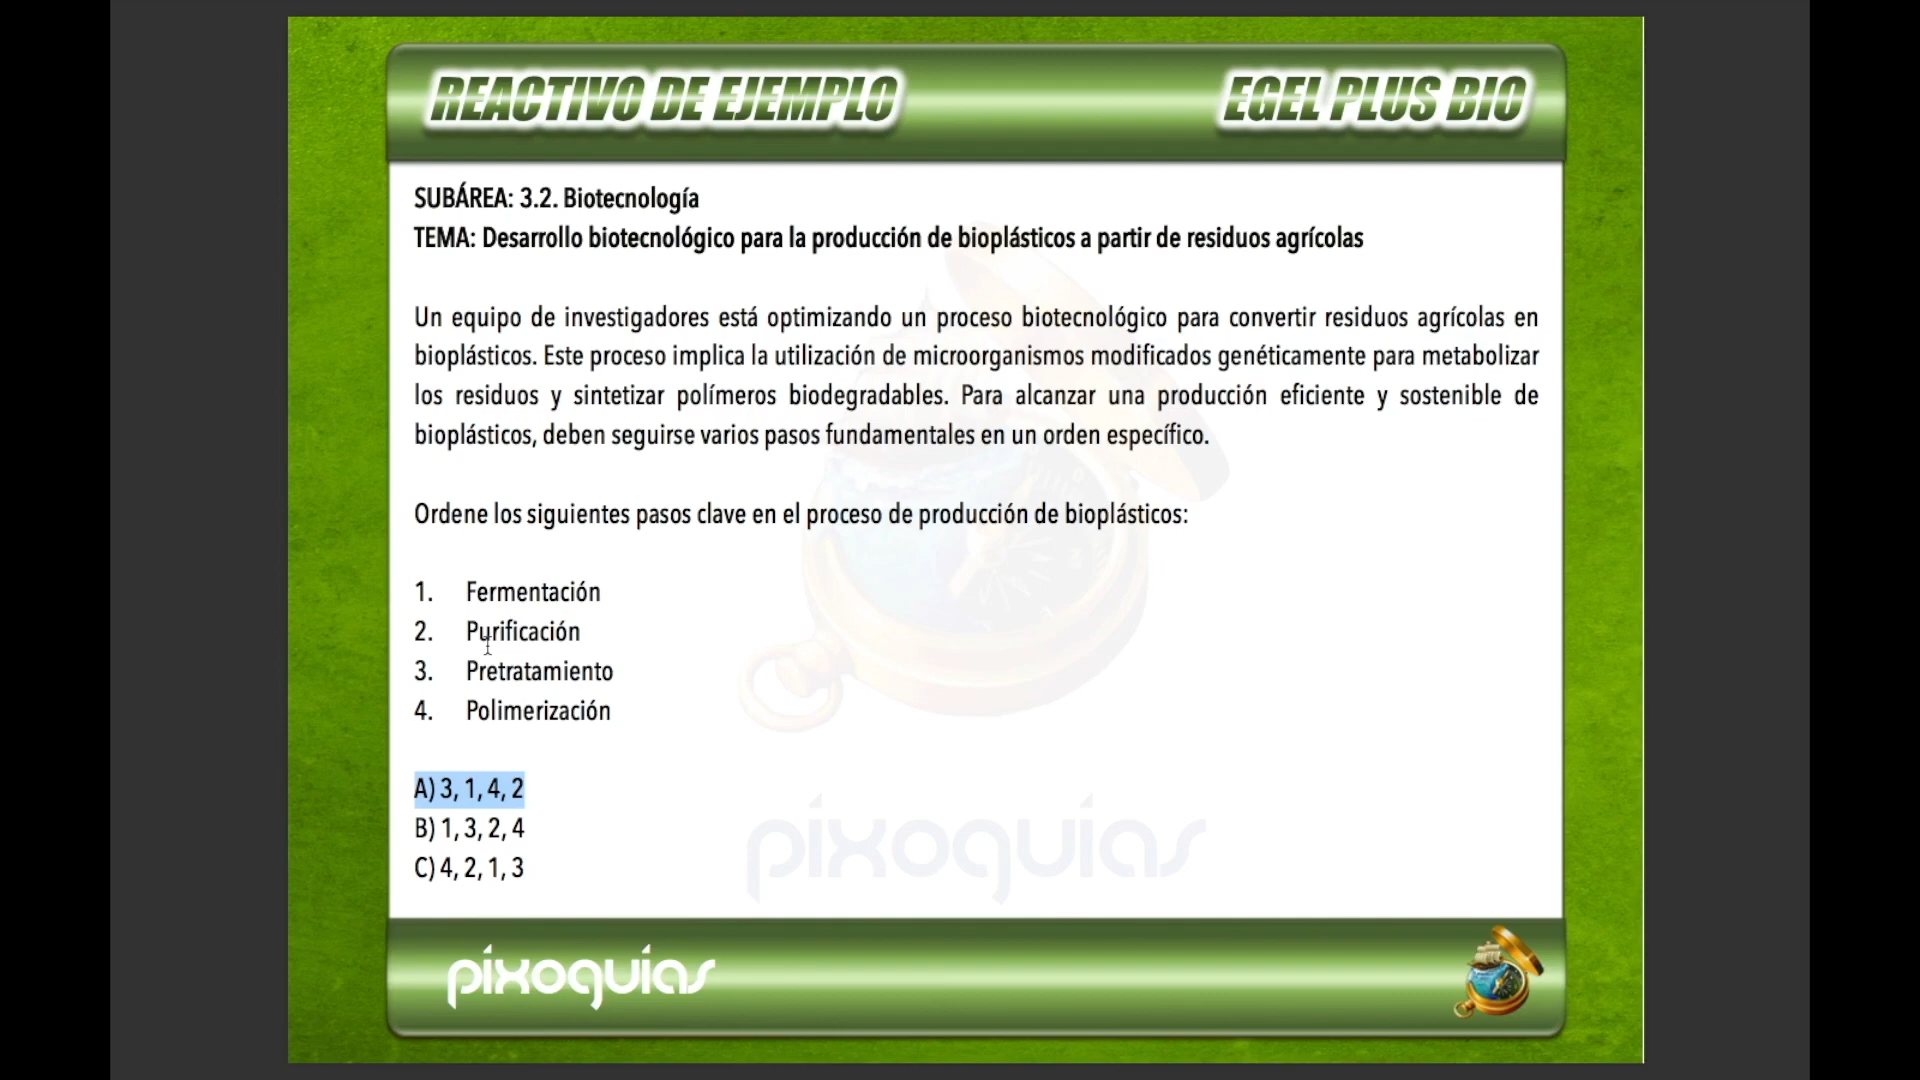 REACTIVO DE EJEMPLO
EGEL PLUS BIO
SUBÁREA: 3.2. Biotecnología
TEMA: Desarrollo biotecnológico para la producción de bioplásticos a partir de residuos agrícolas
Un equipo de investigadores está optimizando un proceso biotecnológico para convertir residuos agrícolas en
bioplásticos. Este proceso implica la utilización de microorganismos modificados genéticamente para metabolizar
los residuos y sintetizar polímeros biodegradables. Para alcanzar una producción eficiente y sostenible de
bioplásticos, deben seguirse varios pasos fundamentales en un orden específico.
Ordene los siguientes pasos clave en el proceso de producción de bioplásticos:
1. Fermentación
2. Purificación
3. Pretratamiento
4. Polimerización
A) 3, 1, 4, 2
B) 1, 3, 2, 4
C) 4, 2, 1, 3
pixoguías
pixoguías